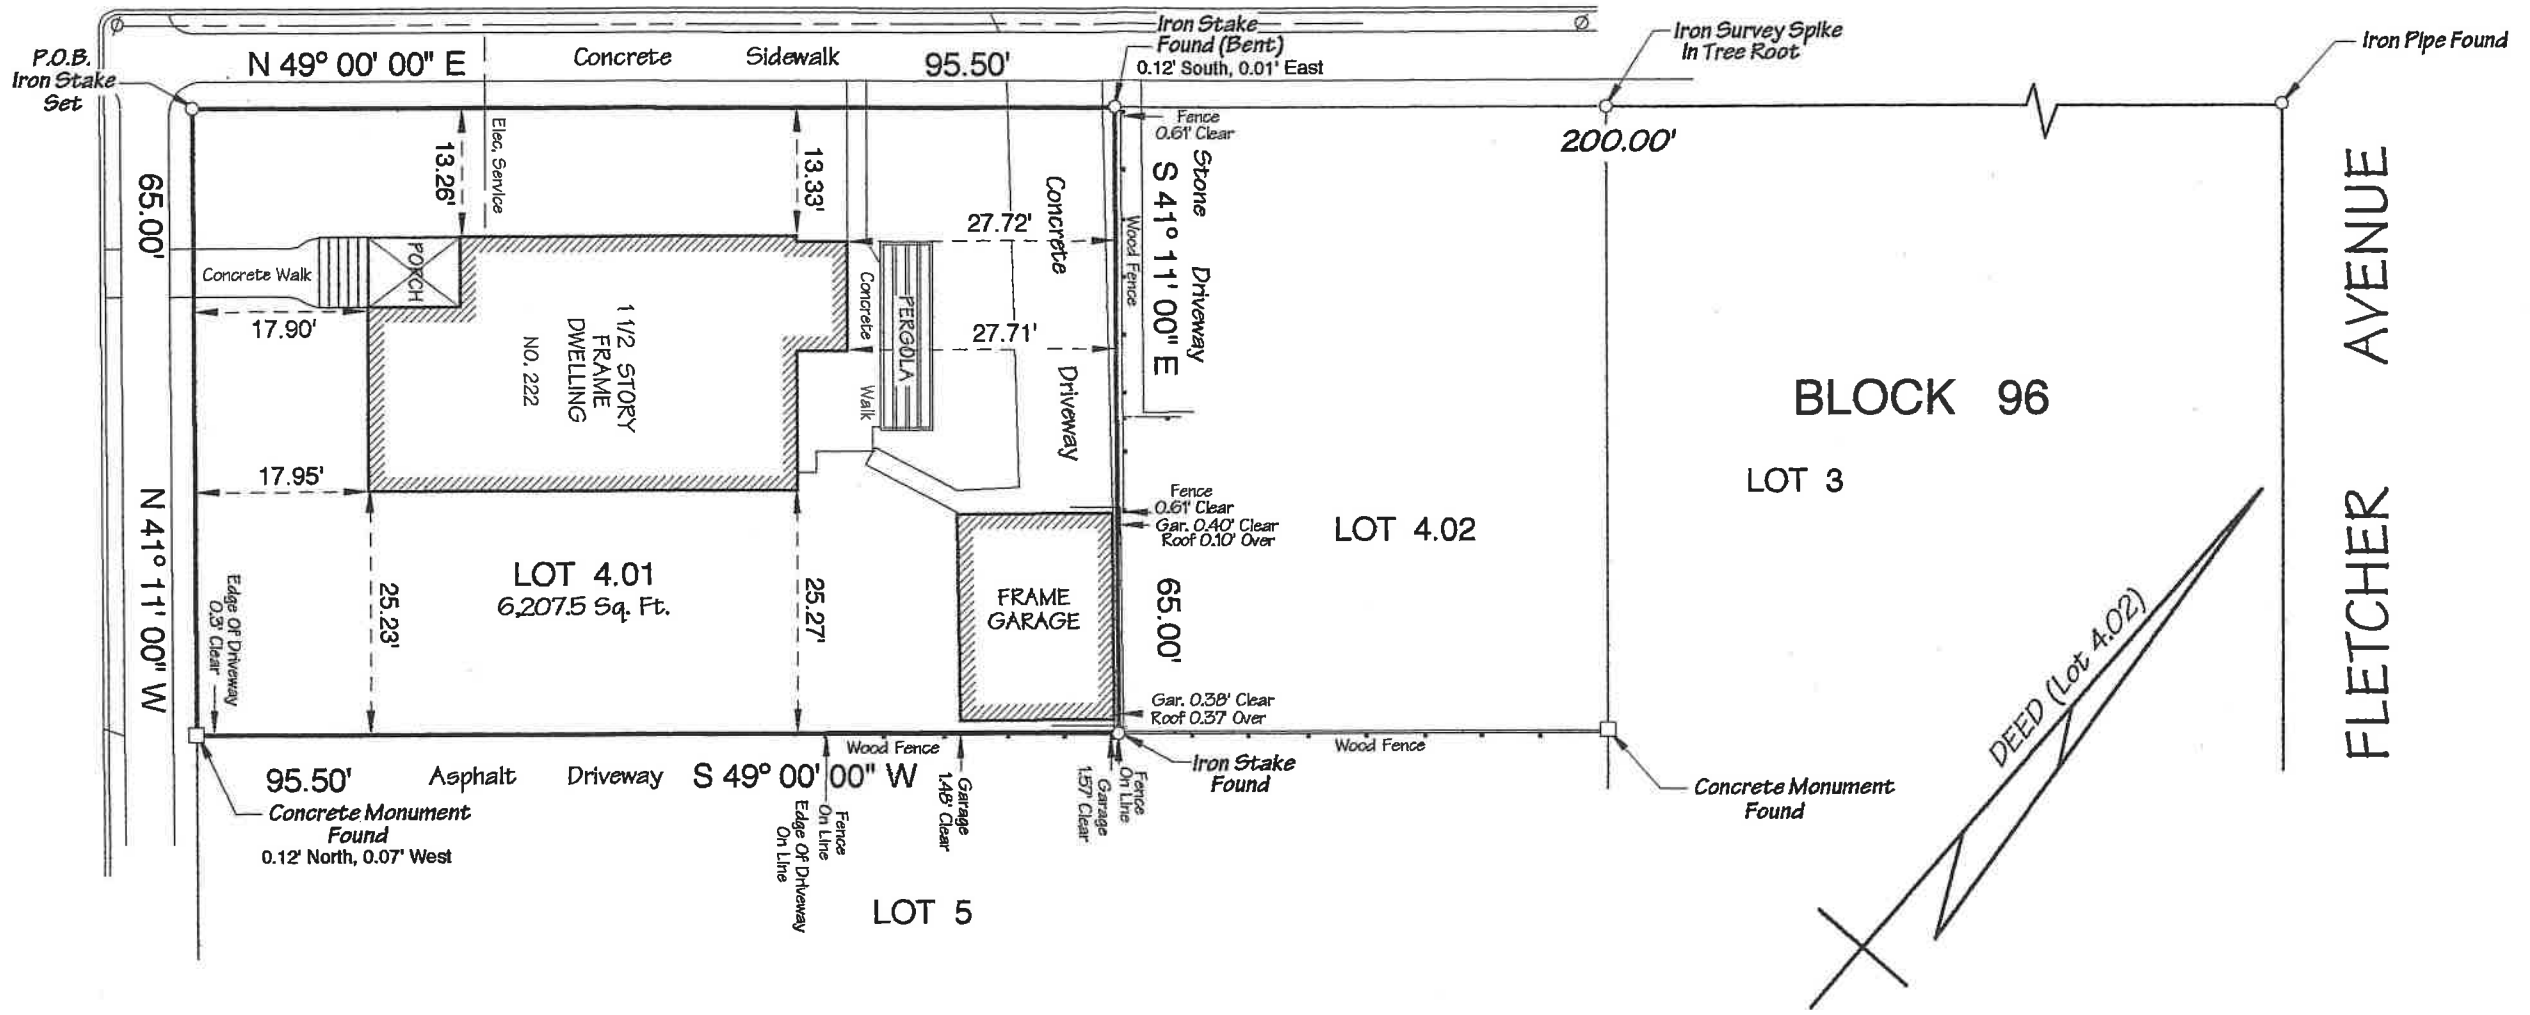 P.O.B.
Iron Stake
Set
N 49° 00' 00" E
Concrete Sidewalk
95.50'
Iron Stake
Found (Bent)
0.12' South, 0.01' East
Iron Survey Spike
In Tree Root
Iron Pipe Found
65.00'
N 41° 11' 00" W
13.26'
Elec. Service
13.33'
Concrete Walk
PORCH
17.90'
17.95'
1 1/2 STORY
FRAME
DWELLING
NO. 222
Concrete Walk
PERGOLA
27.72'
27.71'
Concrete
Driveway
Fence
0.61' Clear
Wood Fence
S 41° 11' 00" E
Stone Driveway
200.00'
BLOCK 96
LOT 3
LOT 4.02
FLETCHER AVENUE
Fence
0.61' Clear
Gar. 0.40' Clear
Roof 0.10' Over
65.00'
FRAME
GARAGE
LOT 4.01
6,207.5 Sq. Ft.
25.23'
25.27'
Edge Of Driveway
0.3' Clear
Gar. 0.38' Clear
Roof 0.37' Over
Wood Fence
Wood Fence
95.50'
Asphalt Driveway
S 49° 00' 00" W
Iron Stake
Found
Concrete Monument
Found
0.12' North, 0.07' West
Fence
On Line
Edge Of Driveway
On Line
Garage
1.48' Clear
Garage
1.57' Clear
Fence
On Line
Concrete Monument
Found
LOT 5
DEED (Lot 4.02)